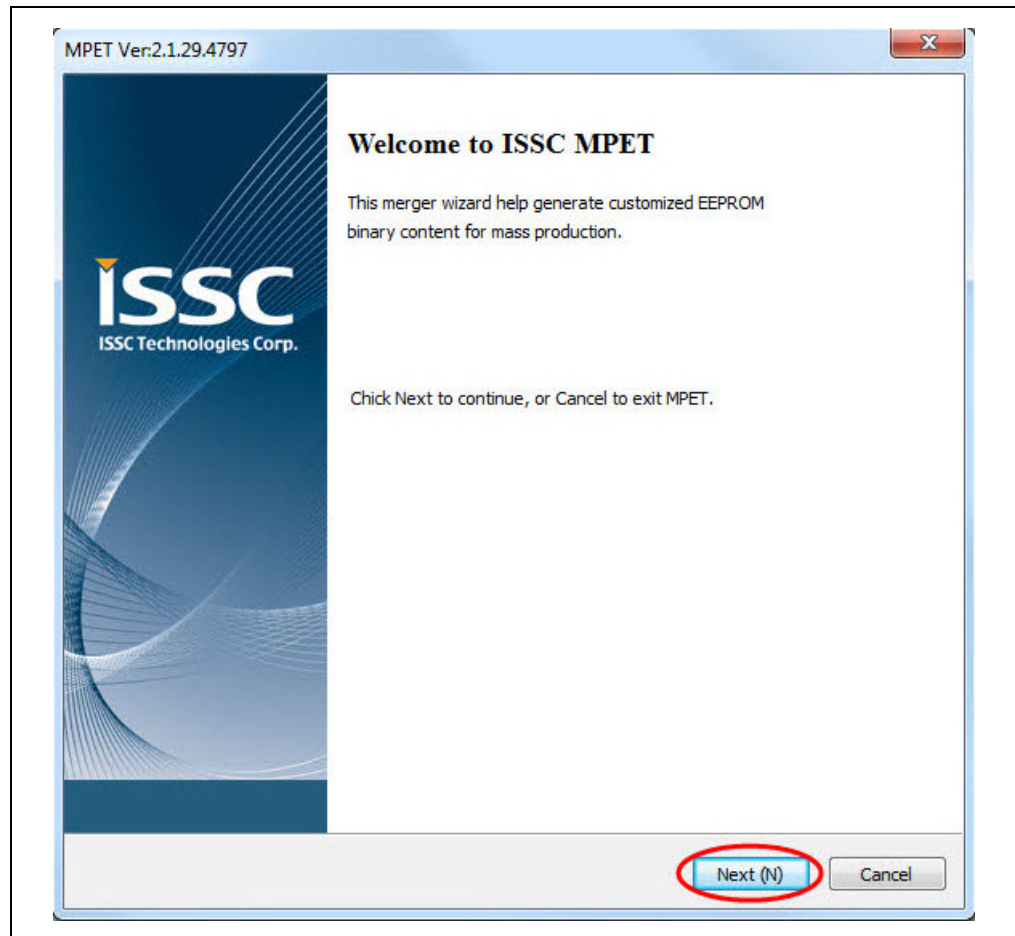 MPET Ver:2.1.29.4797
X
Welcome to ISSC MPET
This merger wizard help generate customized EEPROM
binary content for mass production.
ISSC
ISSC Technologies Corp.
Chick Next to continue, or Cancel to exit MPET.
Next (N)
Cancel